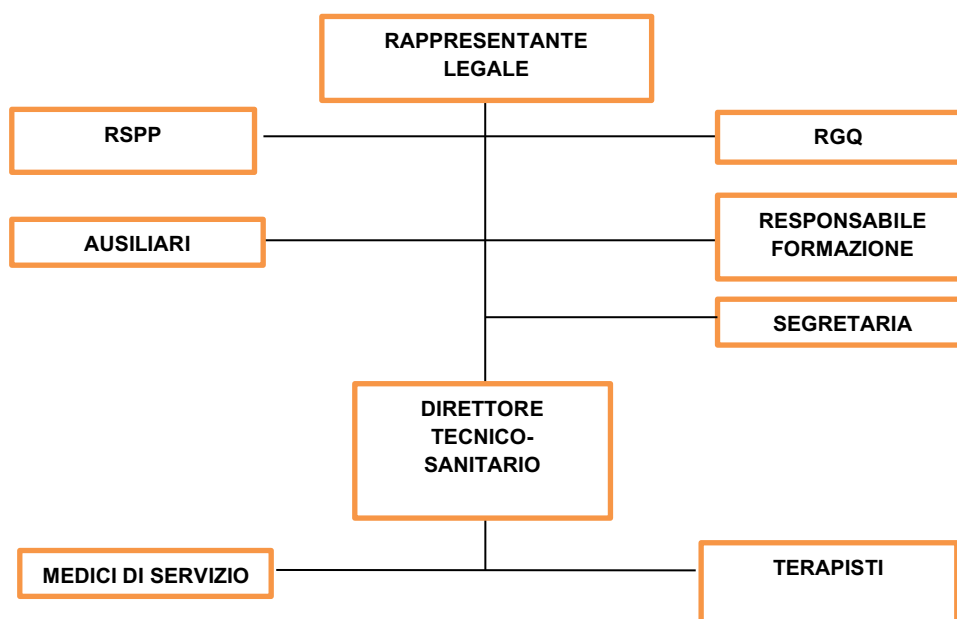 RAPPRESENTANTE
LEGALE
RSPP
RGQ
AUSILIARI
RESPONSABILE
FORMAZIONE
SEGRETARIA
DIRETTORE
TECNICO-
SANITARIO
MEDICI DI SERVIZIO
TERAPISTI